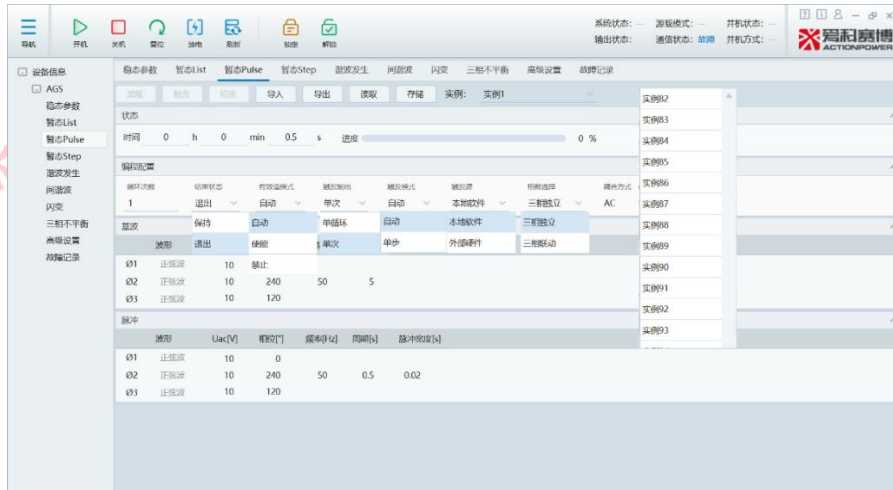 系统状态: -- 源载模式: -- 并机状态: --
输出状态: 通信状态: 故障 并机方式: --
爱科赛博
ACTIONPOWER
导航 开机 关机 复位 放电 刷新 锁定 解锁
设备信息
AGS
稳态参数
暂态List
暂态Pulse
暂态Step
谐波发生
间谐波
闪变
三相不平衡
高级设置
故障记录
稳态参数 暂态List 暂态Pulse 暂态Step 谐波发生 间谐波 闪变 三相不平衡 高级设置 故障记录
加载 触发 结束 导入 导出 读取 存储 实例: 实例1
状态
时间 0 h 0 min 0.5 s 进度 0 %
编程配置
循环次数 结束状态 有效值模式 触发输出 触发模式 触发源 相数选择 耦合方式
1 退出 自动 单次 自动 本地软件 三相独立 AC
保持 自动 单循环 自动 本地软件 三相独立
退出 使能 单次 单步 外部硬件 三相联动
禁止
基波
波形
Ø1 正弦波 10
Ø2 正弦波 10 240 50 5
Ø3 正弦波 10 120
脉冲
波形 Uac[V] 相位[°] 频率[Hz] 周期[s] 脉冲宽度[s]
Ø1 正弦波 10 0
Ø2 正弦波 10 240 50 0.5 0.02
Ø3 正弦波 10 120
实例82
实例83
实例84
实例85
实例86
实例87
实例88
实例89
实例90
实例91
实例92
实例93